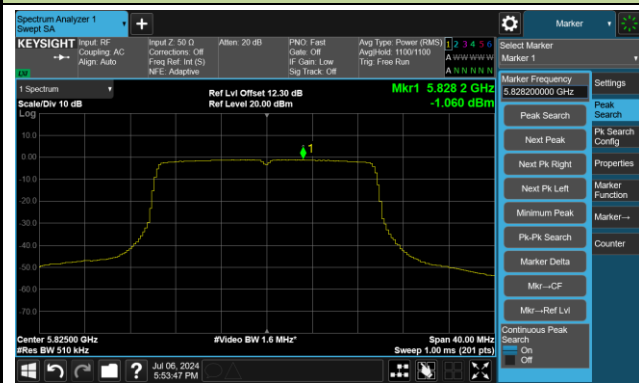 Spectrum Analyzer 1
Swept SA
+
Marker
KEYSIGHT
Input: RF
Coupling: AC
Align: Auto
Input Z: 50 Ω
Corrections: Off
Freq Ref: Int (S)
NFE: Adaptive
Atten: 20 dB
PNO: Fast
Gate: Off
IF Gain: Low
Sig Track: Off
Avg Type: Power (RMS)
Avg|Hold: 1100/1100
Trig: Free Run
1 2 3 4 5 6
A W W W W W
A N N N N N
Select Marker
Marker 1
LXI
1 Spectrum
Scale/Div 10 dB
Log
Ref Lvl Offset 12.30 dB
Ref Level 20.00 dBm
Mkr1 5.828 2 GHz
-1.060 dBm
10.0
0.00
-10.0
-20.0
-30.0
-40.0
-50.0
-60.0
-70.0
1
Center 5.82500 GHz
#Res BW 510 kHz
#Video BW 1.6 MHz*
Span 40.00 MHz
Sweep 1.00 ms (201 pts)
Marker Frequency
5.828200000 GHz
Peak Search
Next Peak
Next Pk Right
Next Pk Left
Minimum Peak
Pk-Pk Search
Marker Delta
Mkr→CF
Mkr→Ref Lvl
Continuous Peak
Search
On
Off
Settings
Peak
Search
Pk Search
Config
Properties
Marker
Function
Marker→
Counter
?
Jul 06, 2024
5:53:47 PM